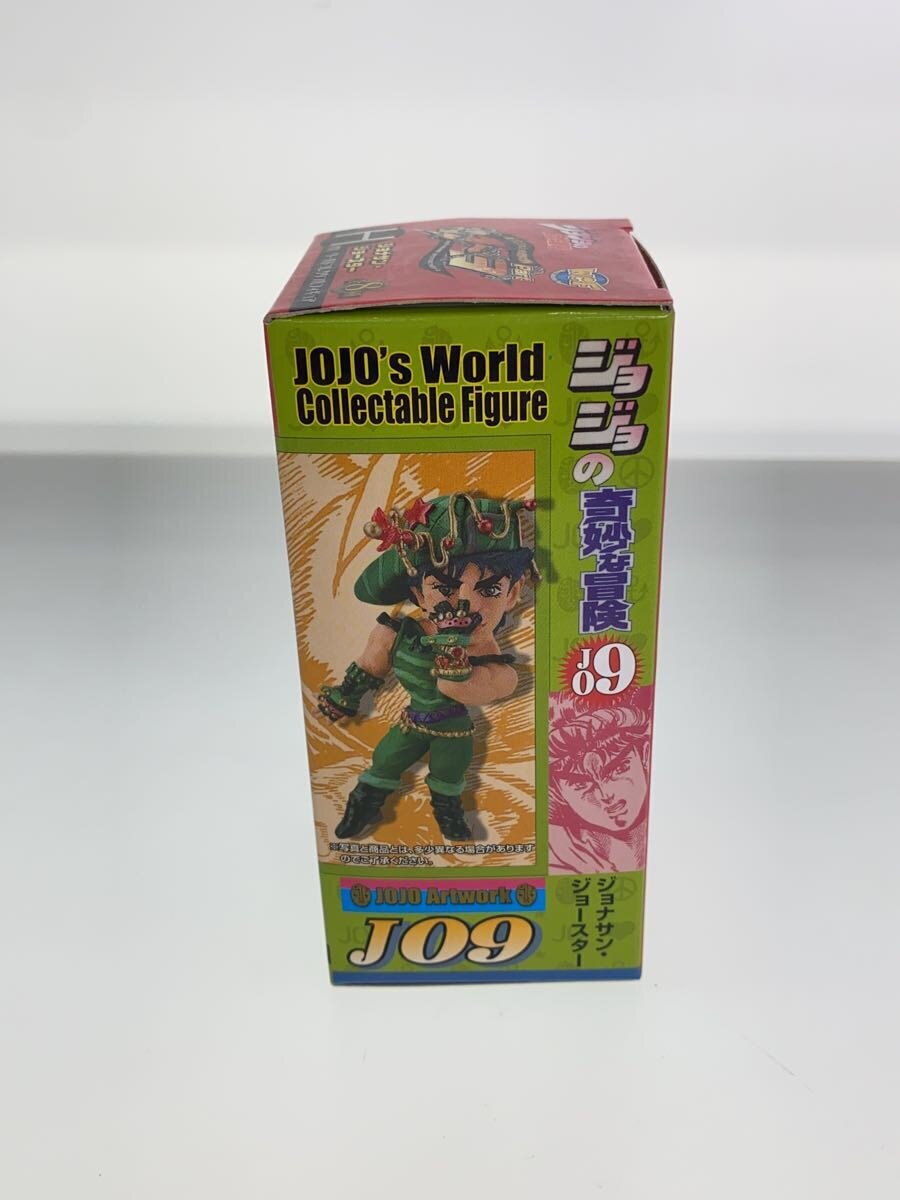 JOJO's World
Collectable Figure
ジョジョの奇妙な冒険
JO9
※写真と商品とは、多少異なる場合があります
のでご了承ください。
JOJO Artwork
JO9
ジョナサン・
ジョースター